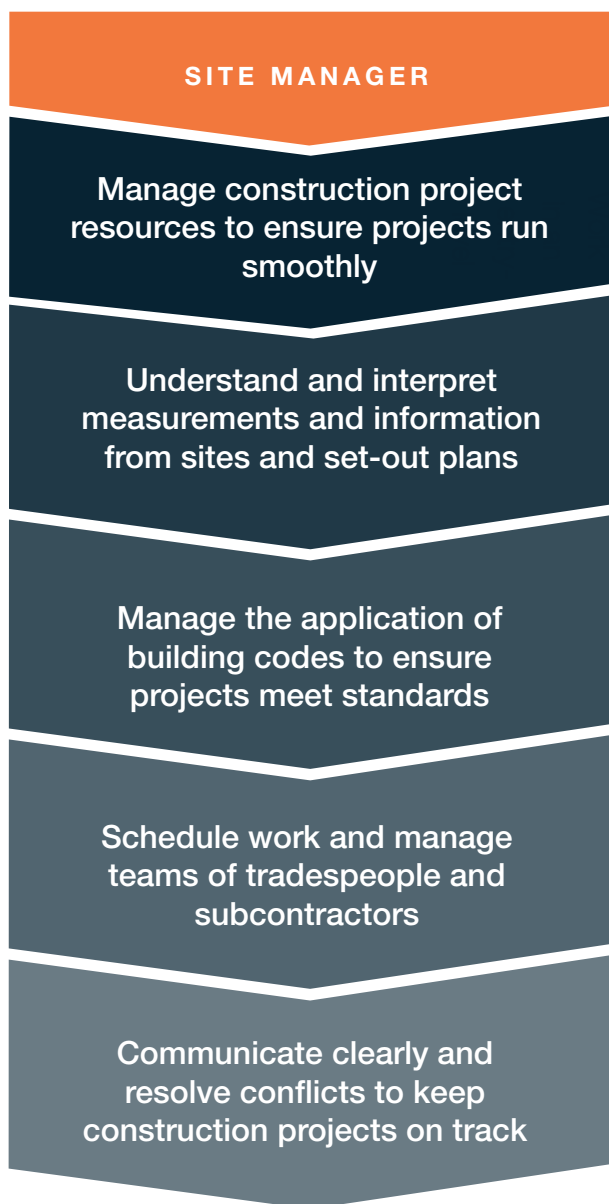 SITE MANAGER
Manage construction project
resources to ensure projects run
smoothly
Understand and interpret
measurements and information
from sites and set-out plans
Manage the application of
building codes to ensure
projects meet standards
Schedule work and manage
teams of tradespeople and
subcontractors
Communicate clearly and
resolve conflicts to keep
construction projects on track